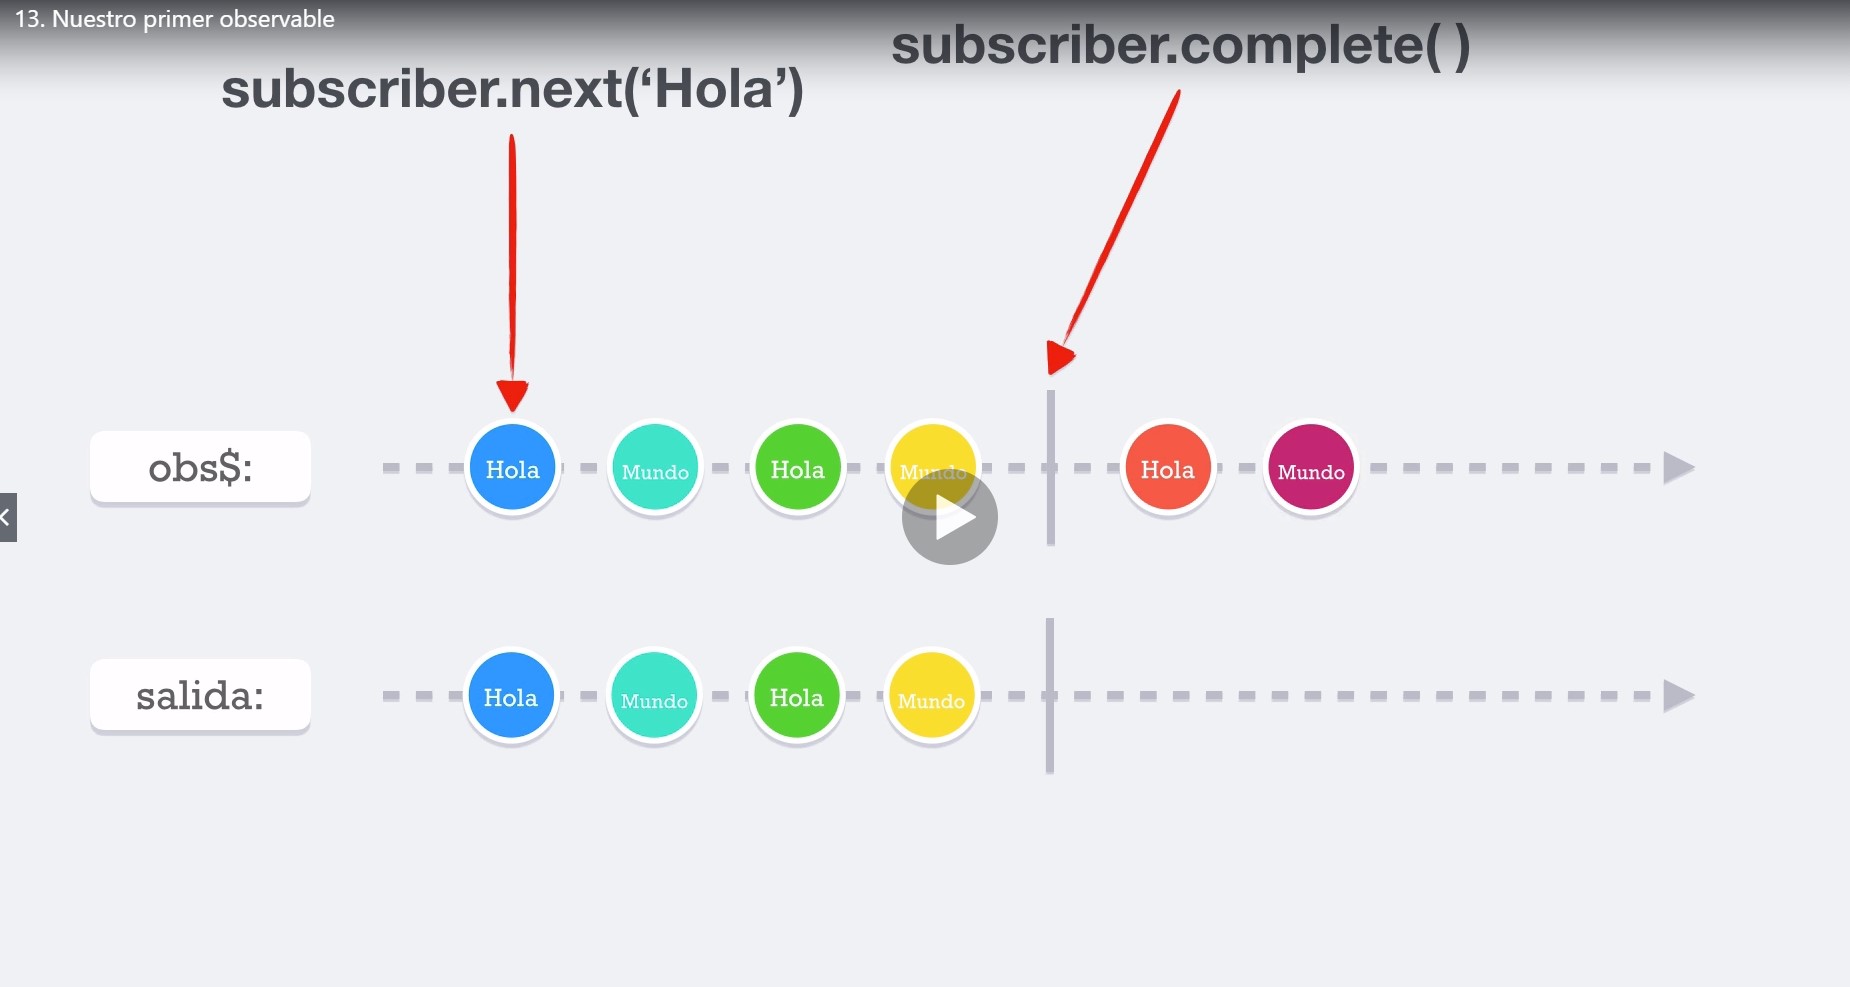 13. Nuestro primer observable
subscriber.complete( )
subscriber.next(‘Hola’)
obs$: Hola Mundo Hola Mundo Hola Mundo
salida: Hola Mundo Hola Mundo